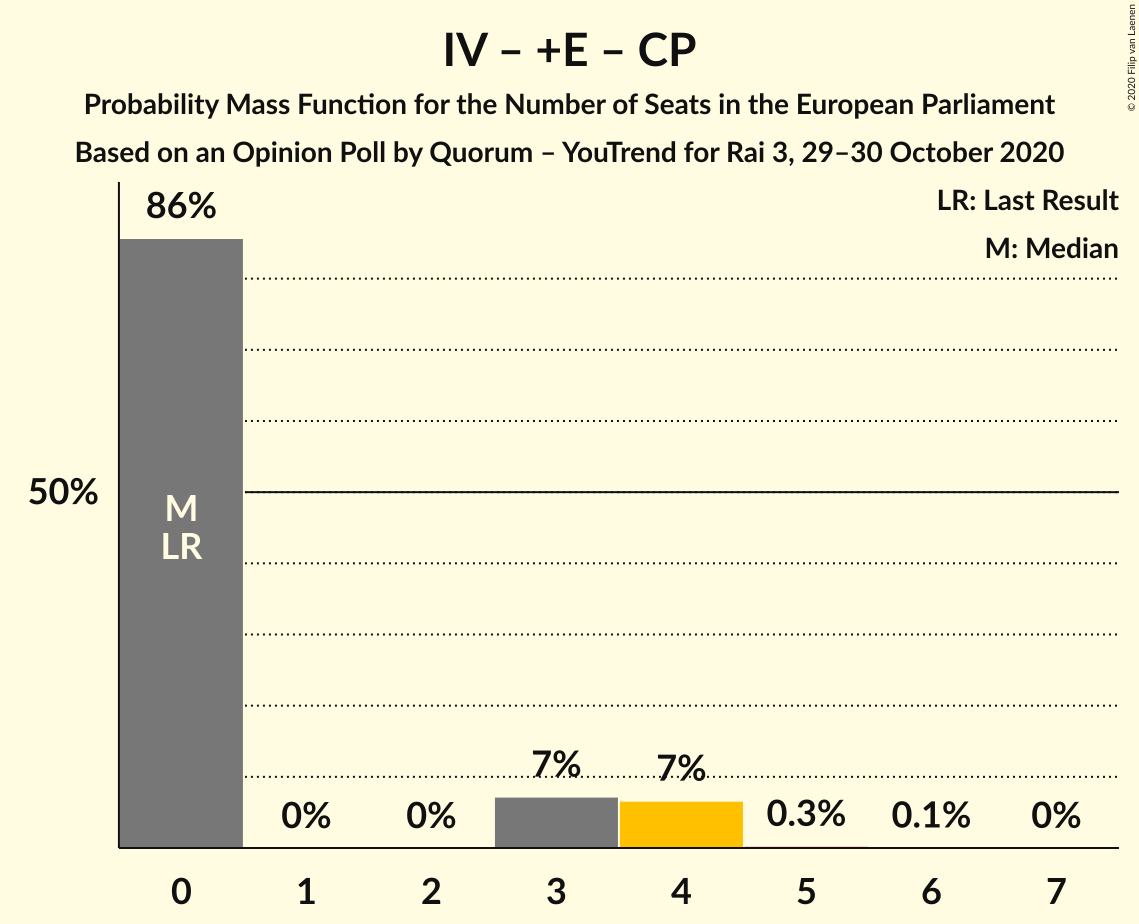 IV – +E – CP
Probability Mass Function for the Number of Seats in the European Parliament
Based on an Opinion Poll by Quorum – YouTrend for Rai 3, 29–30 October 2020
© 2020 Filip van Laenen
LR: Last Result
M: Median
86%
50%
M
LR
0%
0%
7%
7%
0.3%
0.1%
0%
0
1
2
3
4
5
6
7